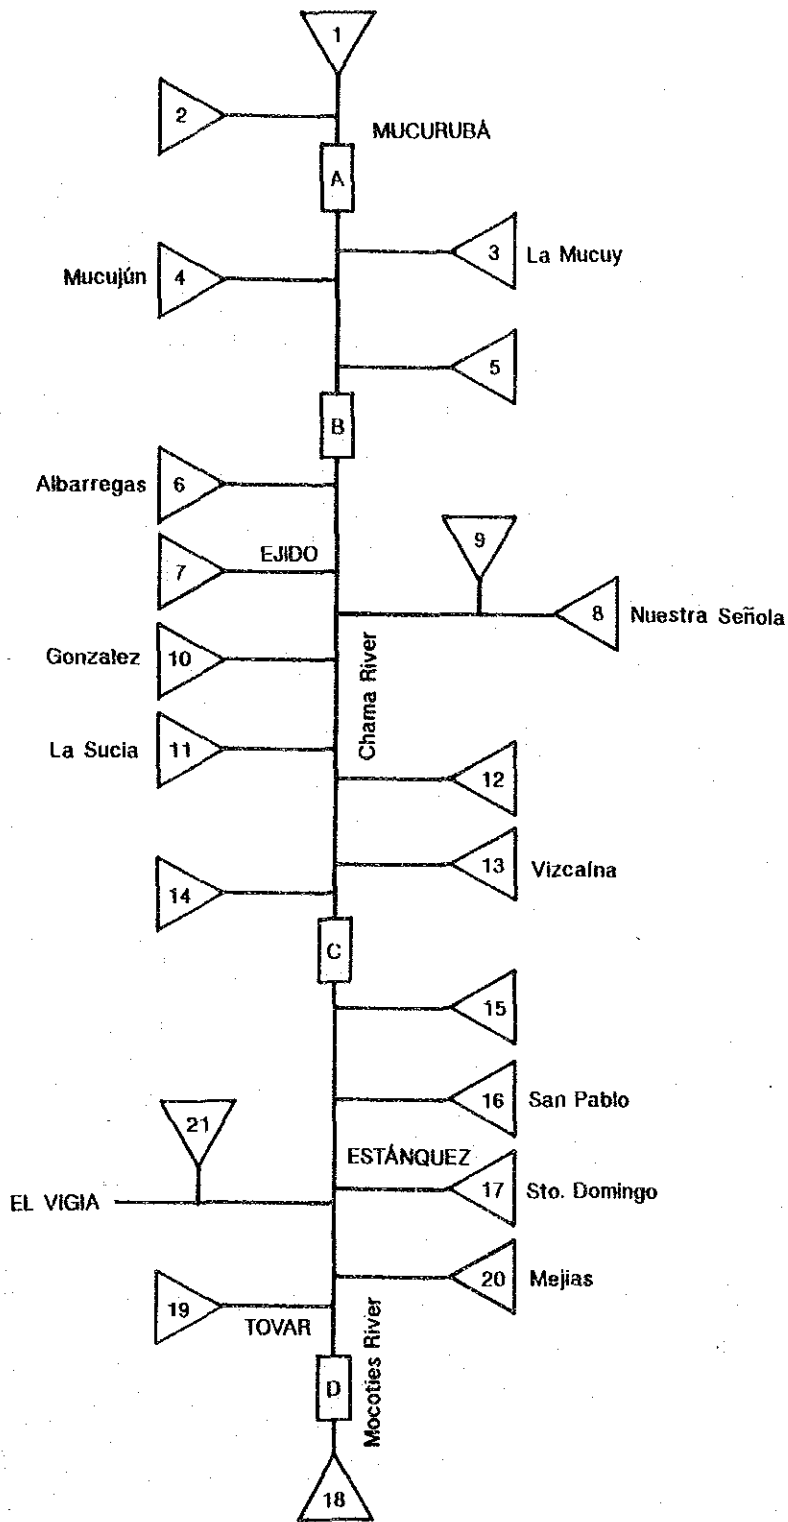 1
2
MUCURUBÁ
A
3 La Mucuy
Mucujún 4
5
B
Albarregas 6
9
EJIDO
7
8 Nuestra Señola
Gonzalez 10
Chama River
La Sucia 11
12
13 Vizcaína
14
C
15
16 San Pablo
21
ESTÁNQUEZ
17 Sto. Domingo
EL VIGIA
20 Mejias
19
TOVAR
Mocoties River
D
18